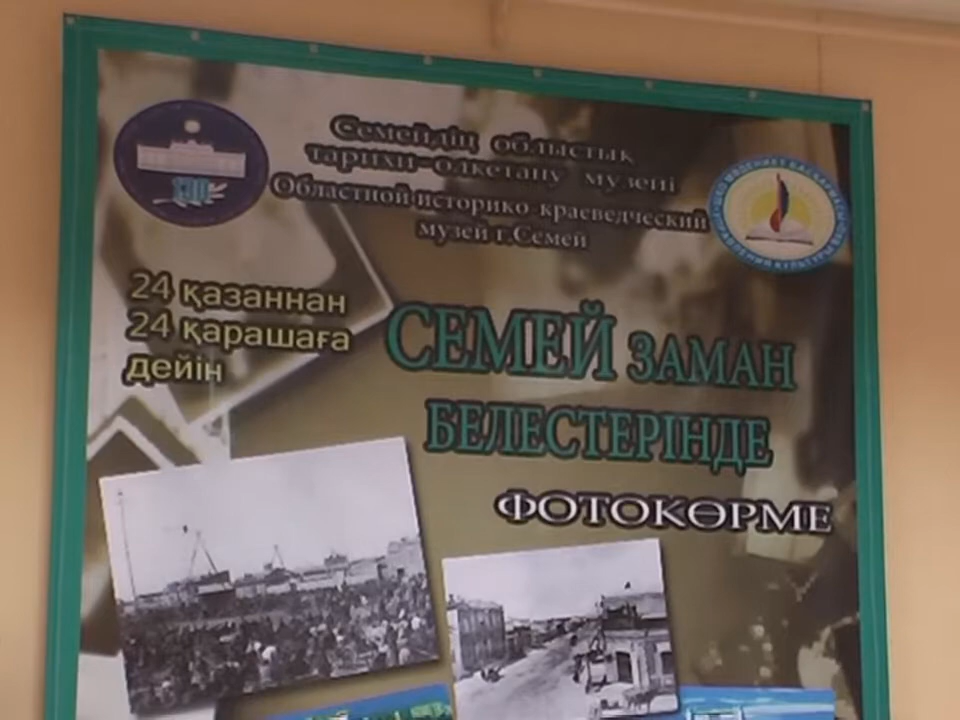 Семейдің облыстық
тарихи-өлкетану музейі
Областной историко-краеведческий
музей г.Семей
130
24 қазаннан
24 қарашаға
дейін
СЕМЕЙ ЗАМАН
БЕЛЕСТЕРІНДЕ
ФОТОКӨРМЕ